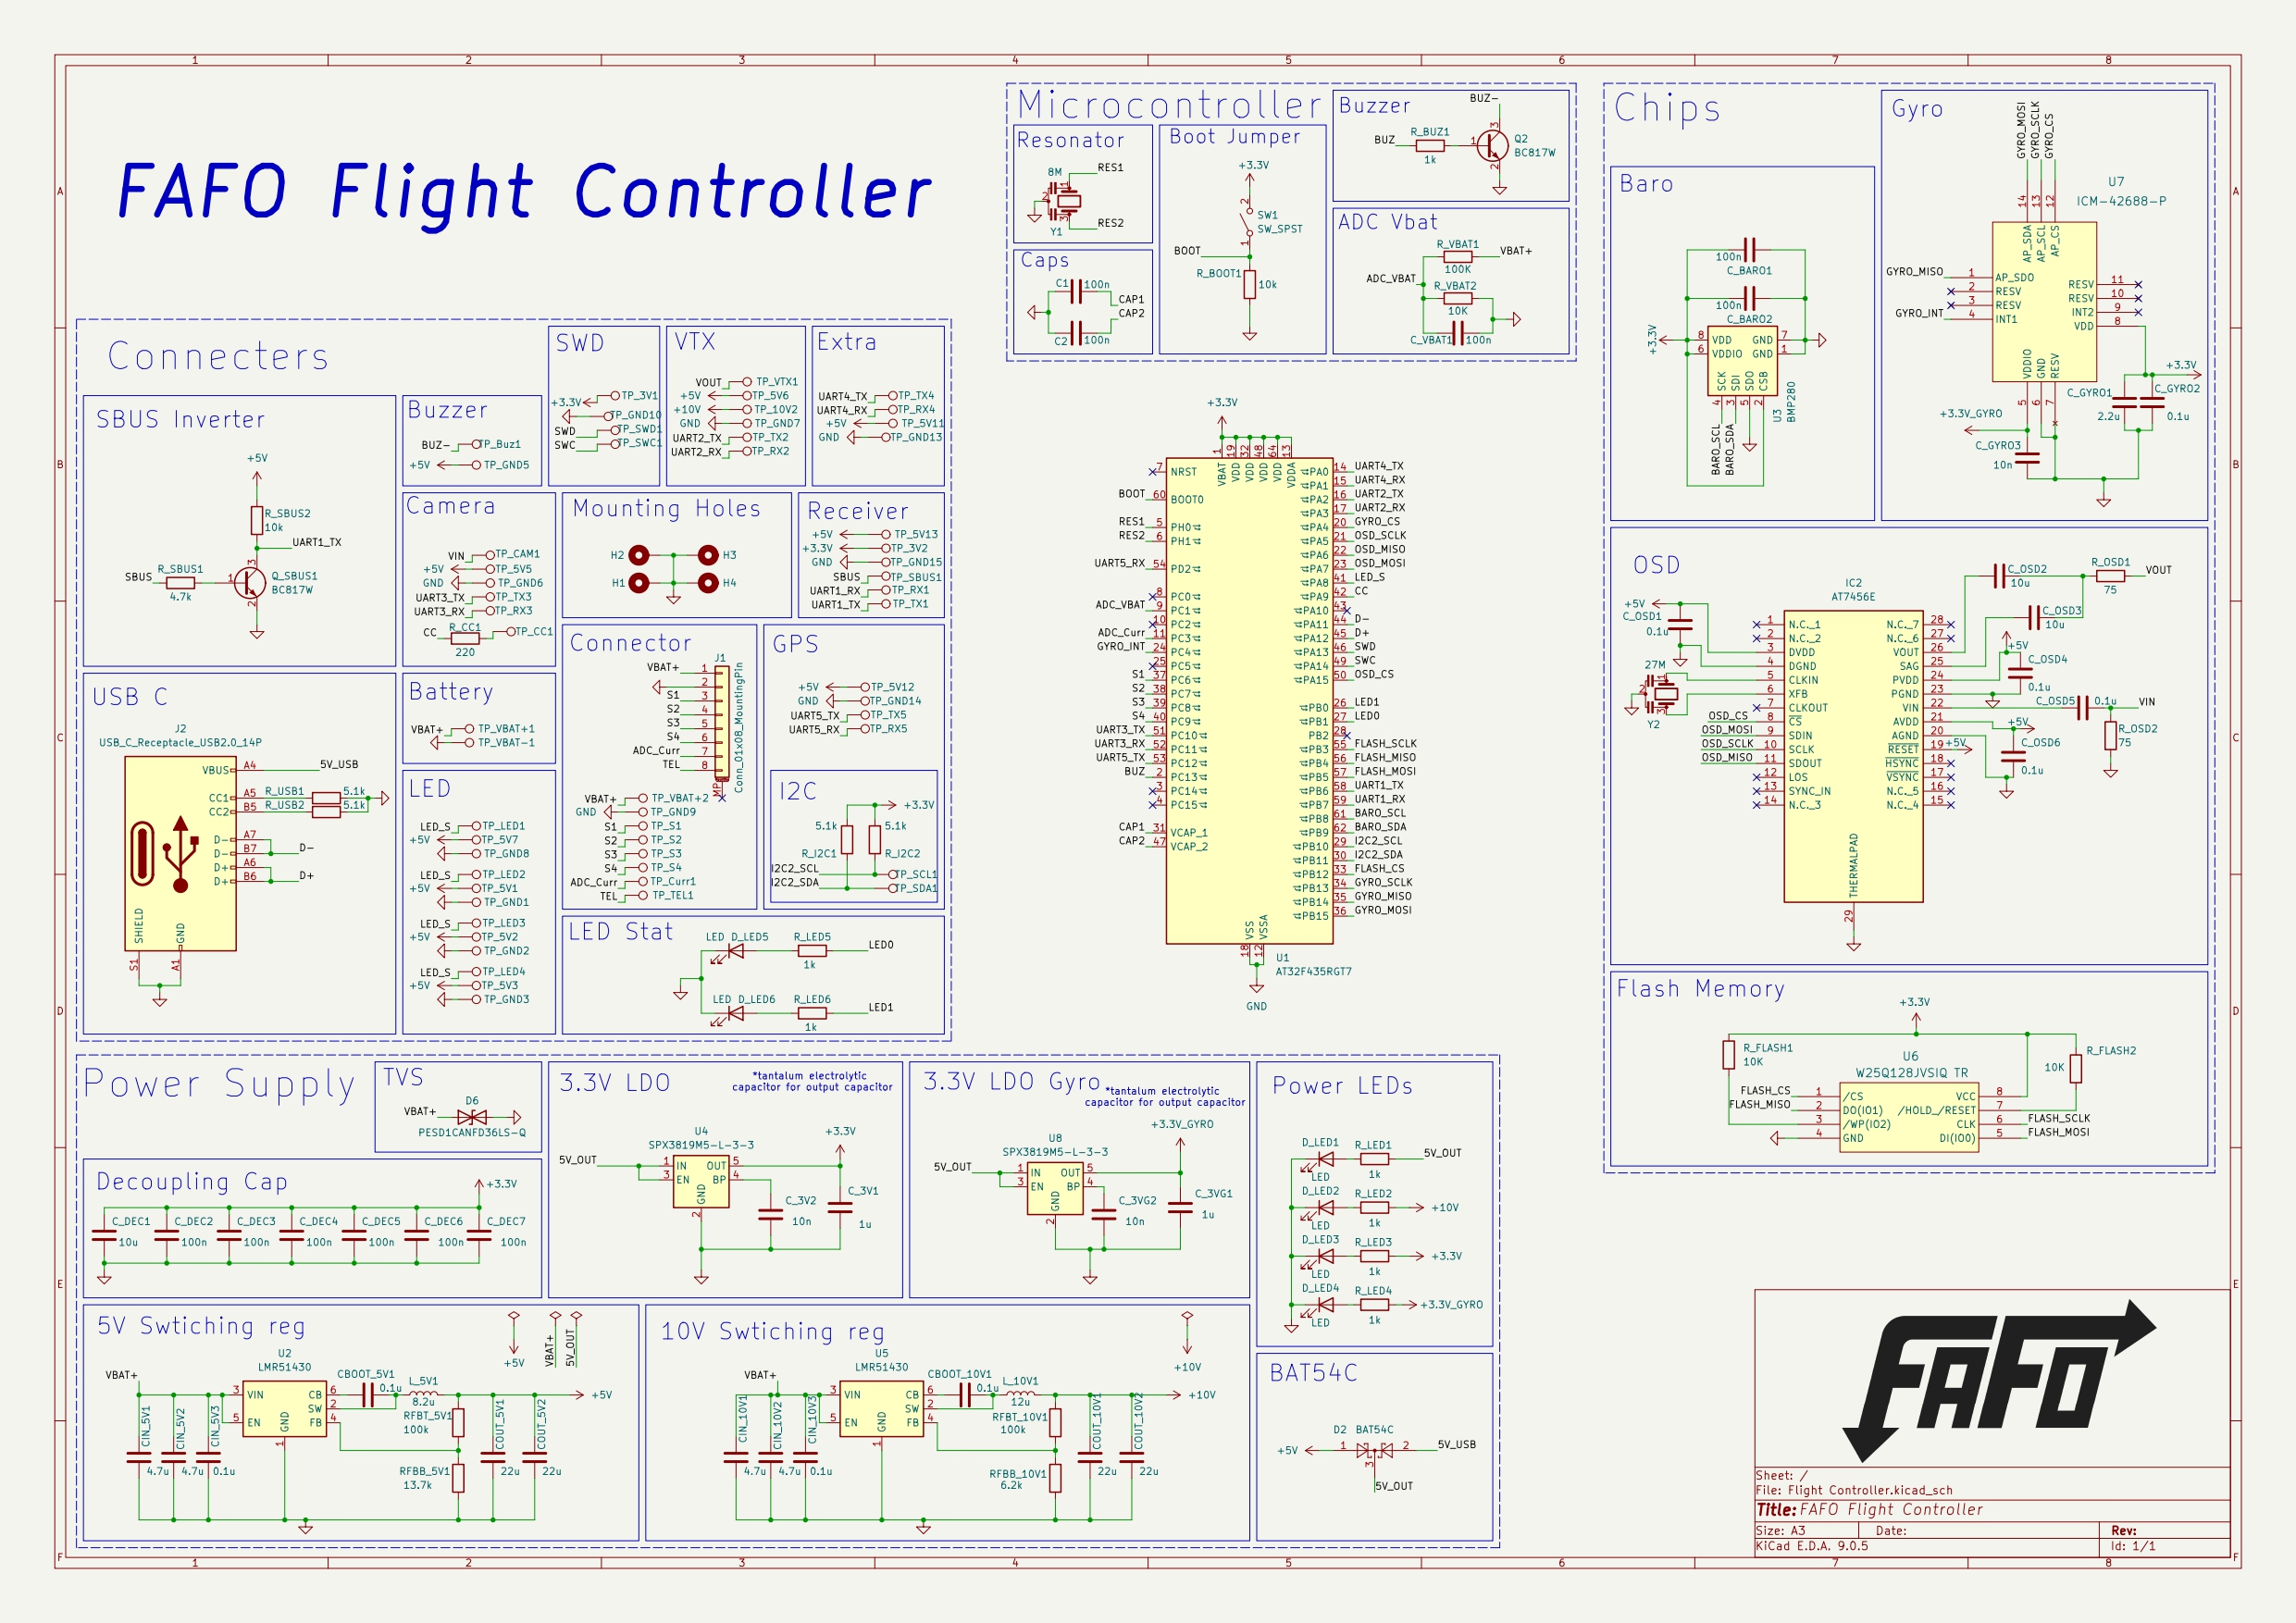 FAFO Flight Controller
Connecters
SBUS Inverter
+5V
R_SBUS2
10k
UART1_TX
SBUS
R_SBUS1
4.7k
1
3
2
Q_SBUS1
BC817W
Buzzer
BUZ-
TP_Buz1
+5V
TP_GND5
SWD
TP_3V1
+3.3V
TP_GND10
SWD
TP_SWD1
SWC
TP_SWC1
VTX
VOUT
TP_VTX1
+5V
TP_5V6
+10V
TP_10V2
GND
TP_GND7
UART2_TX
TP_TX2
UART2_RX
TP_RX2
Extra
UART4_TX
TP_TX4
UART4_RX
TP_RX4
+5V
TP_5V11
GND
TP_GND13
Camera
VIN
TP_CAM1
+5V
TP_5V5
GND
TP_GND6
UART3_TX
TP_TX3
UART3_RX
TP_RX3
CC
R_CC1
220
TP_CC1
Mounting Holes
H2
H3
H1
H4
Receiver
+5V
TP_5V13
+3.3V
TP_3V2
GND
TP_GND15
SBUS
TP_SBUS1
UART1_RX
TP_RX1
UART1_TX
TP_TX1
USB C
J2
USB_C_Receptacle_USB2.0_14P
VBUS
A4
5V_USB
CC1
A5
R_USB1
5.1k
CC2
B5
R_USB2
5.1k
D-
A7
D-
B7
D-
D+
A6
D+
B6
D+
SHIELD
GND
S1
A1
Battery
VBAT+
TP_VBAT+1
TP_VBAT-1
LED
LED_S
TP_LED1
+5V
TP_5V7
TP_GND8
LED_S
TP_LED2
+5V
TP_5V1
TP_GND1
LED_S
TP_LED3
+5V
TP_5V2
TP_GND2
LED_S
TP_LED4
+5V
TP_5V3
TP_GND3
Connector
J1
Conn_01x08_MountingPin
VBAT+
1
2
S1
3
S2
4
S3
5
S4
6
ADC_Curr
7
TEL
8
MP
VBAT+
TP_VBAT+2
GND
TP_GND9
S1
TP_S1
S2
TP_S2
S3
TP_S3
S4
TP_S4
ADC_Curr
TP_Curr1
TEL
TP_TEL1
GPS
+5V
TP_5V12
GND
TP_GND14
UART5_TX
TP_TX5
UART5_RX
TP_RX5
I2C
+3.3V
5.1k
5.1k
R_I2C1
R_I2C2
I2C2_SCL
TP_SCL1
I2C2_SDA
TP_SDA1
LED Stat
LED D_LED5
R_LED5
1k
LED0
LED D_LED6
R_LED6
1k
LED1
Microcontroller
Resonator
8M
RES1
RES2
Y1
1
2
3
Caps
C1
100n
CAP1
CAP2
C2
100n
Boot Jumper
+3.3V
2
SW1
SW_SPST
1
BOOT
R_BOOT1
10k
Buzzer
BUZ-
BUZ
R_BUZ1
1k
1
3
2
Q2
BC817W
ADC Vbat
R_VBAT1
100K
VBAT+
ADC_VBAT
R_VBAT2
10K
C_VBAT1
100n
+3.3V
1
19
32
48
64
13
VBAT
VDD
VDD
VDD
VDD
VDDA
7
NRST
BOOT
60
BOOT0
RES1
5
PH0
RES2
6
PH1
UART5_RX
54
PD2
8
PC0
ADC_VBAT
9
PC1
10
PC2
ADC_Curr
11
PC3
GYRO_INT
24
PC4
25
PC5
S1
37
PC6
S2
38
PC7
S3
39
PC8
S4
40
PC9
UART3_TX
51
PC10
UART3_RX
52
PC11
UART5_TX
53
PC12
BUZ
2
PC13
3
PC14
4
PC15
CAP1
31
VCAP_1
CAP2
47
VCAP_2
PA0
14
UART4_TX
PA1
15
UART4_RX
PA2
16
UART2_TX
PA3
17
UART2_RX
PA4
20
GYRO_CS
PA5
21
OSD_SCLK
PA6
22
OSD_MISO
PA7
23
OSD_MOSI
PA8
41
LED_S
PA9
42
CC
PA10
43
PA11
44
D-
PA12
45
D+
PA13
46
SWD
PA14
49
SWC
PA15
50
OSD_CS
PB0
26
LED1
PB1
27
LED0
PB2
28
PB3
55
FLASH_SCLK
PB4
56
FLASH_MISO
PB5
57
FLASH_MOSI
PB6
58
UART1_TX
PB7
59
UART1_RX
PB8
61
BARO_SCL
PB9
62
BARO_SDA
PB10
29
I2C2_SCL
PB11
30
I2C2_SDA
PB12
33
FLASH_CS
PB13
34
GYRO_SCLK
PB14
35
GYRO_MISO
PB15
36
GYRO_MOSI
VSS
VSSA
18
12
U1
AT32F435RGT7
GND
Chips
Baro
100n
C_BARO1
100n
C_BARO2
+3.3V
8
VDD
GND
7
6
VDDIO
GND
1
SCK
SDI
SDO
CSB
4
3
5
2
U3
BMP280
BARO_SCL
BARO_SDA
Gyro
GYRO_MOSI
GYRO_SCLK
GYRO_CS
U7
ICM-42688-P
14
13
12
AP_SDA
AP_SCL
AP_CS
GYRO_MISO
1
AP_SDO
2
RESV
3
RESV
GYRO_INT
4
INT1
RESV
11
RESV
10
INT2
9
VDD
8
VDDIO
GND
RESV
5
6
7
+3.3V
C_GYRO2
C_GYRO1
2.2u
0.1u
+3.3V_GYRO
C_GYRO3
10n
OSD
IC2
AT7456E
+5V
C_OSD1
0.1u
27M
1
2
3
Y2
1
N.C._1
2
N.C._2
3
DVDD
4
DGND
5
CLKIN
6
XFB
7
CLKOUT
OSD_CS
8
CS
OSD_MOSI
9
SDIN
OSD_SCLK
10
SCLK
OSD_MISO
11
SDOUT
12
LOS
13
SYNC_IN
14
N.C._3
N.C._7
28
N.C._6
27
VOUT
26
SAG
25
PVDD
24
PGND
23
VIN
22
AVDD
21
AGND
20
RESET
19
+5V
HSYNC
18
VSYNC
17
N.C._5
16
N.C._4
15
THERMALPAD
29
C_OSD2
10u
R_OSD1
75
VOUT
C_OSD3
10u
+5V
C_OSD4
0.1u
C_OSD5
0.1u
VIN
R_OSD2
75
+5V
C_OSD6
0.1u
Flash Memory
+3.3V
R_FLASH1
10K
U6
W25Q128JVSIQ TR
R_FLASH2
10K
FLASH_CS
1
/CS
VCC
8
FLASH_MISO
2
DO(IO1)
/HOLD_/RESET
7
3
/WP(IO2)
CLK
6
FLASH_SCLK
4
GND
DI(IO0)
5
FLASH_MOSI
Power Supply
TVS
D6
VBAT+
PESD1CANFD36LS-Q
Decoupling Cap
+3.3V
C_DEC1
10u
C_DEC2
100n
C_DEC3
100n
C_DEC4
100n
C_DEC5
100n
C_DEC6
100n
C_DEC7
100n
3.3V LDO
*tantalum electrolytic
capacitor for output capacitor
U4
SPX3819M5-L-3-3
5V_OUT
1
IN
OUT
5
3
EN
BP
4
GND
2
+3.3V
C_3V2
10n
C_3V1
1u
3.3V LDO Gyro
*tantalum electrolytic
capacitor for output capacitor
U8
SPX3819M5-L-3-3
5V_OUT
1
IN
OUT
5
3
EN
BP
4
GND
2
+3.3V_GYRO
C_3VG2
10n
C_3VG1
1u
Power LEDs
D_LED1
R_LED1
5V_OUT
LED
1k
D_LED2
R_LED2
+10V
LED
1k
D_LED3
R_LED3
+3.3V
LED
1k
D_LED4
R_LED4
+3.3V_GYRO
LED
1k
5V Swtiching reg
+5V
VBAT+
5V_OUT
U2
LMR51430
VBAT+
3
VIN
5
EN
CB
6
SW
2
FB
4
GND
1
CBOOT_5V1
0.1u
L_5V1
8.2u
+5V
RFBT_5V1
100k
RFBB_5V1
13.7k
CIN_5V1
4.7u
CIN_5V2
4.7u
CIN_5V3
0.1u
COUT_5V1
22u
COUT_5V2
22u
10V Swtiching reg
+10V
U5
LMR51430
VBAT+
3
VIN
5
EN
CB
6
SW
2
FB
4
GND
1
CBOOT_10V1
0.1u
L_10V1
12u
+10V
RFBT_10V1
100k
RFBB_10V1
6.2k
CIN_10V1
4.7u
CIN_10V2
4.7u
CIN_10V3
0.1u
COUT_10V1
22u
COUT_10V2
22u
BAT54C
D2 BAT54C
+5V
1
2
5V_USB
3
5V_OUT
FAFO
Sheet: /
File: Flight Controller.kicad_sch
Title: FAFO Flight Controller
Size: A3
Date:
Rev:
KiCad E.D.A. 9.0.5
Id: 1/1
1 2 3 4 5 6 7 8
A B C D E F
1 2 3 4 5 6 7 8
A B C D E F